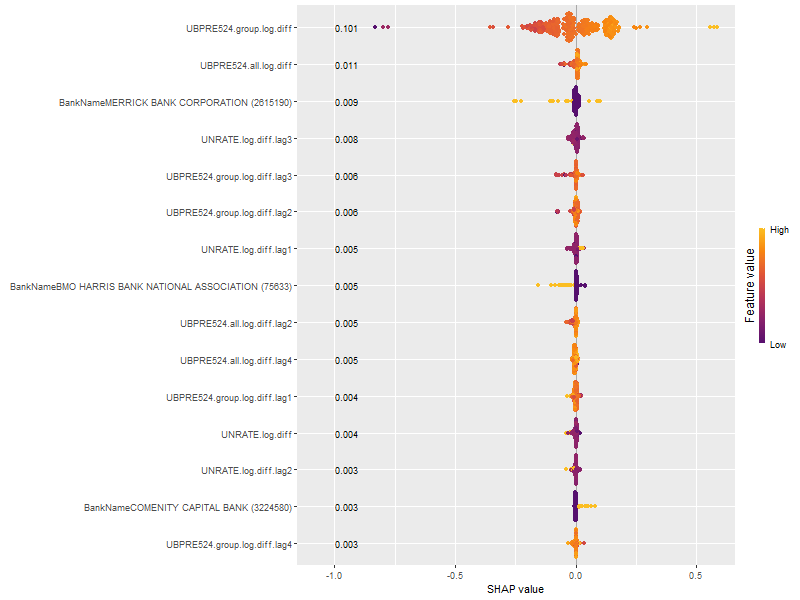 UBPRE524.group.log.diff 0.101
UBPRE524.all.log.diff 0.011
BankNameMERRICK BANK CORPORATION (2615190) 0.009
UNRATE.log.diff.lag3 0.008
UBPRE524.group.log.diff.lag3 0.006
UBPRE524.group.log.diff.lag2 0.006
UNRATE.log.diff.lag1 0.005
BankNameBMO HARRIS BANK NATIONAL ASSOCIATION (75633) 0.005
UBPRE524.all.log.diff.lag2 0.005
UBPRE524.all.log.diff.lag4 0.005
UBPRE524.group.log.diff.lag1 0.004
UNRATE.log.diff 0.004
UNRATE.log.diff.lag2 0.003
BankNameCOMENITY CAPITAL BANK (3224580) 0.003
UBPRE524.group.log.diff.lag4 0.003
-1.0 -0.5 0.0 0.5
SHAP value
Feature value
High
Low